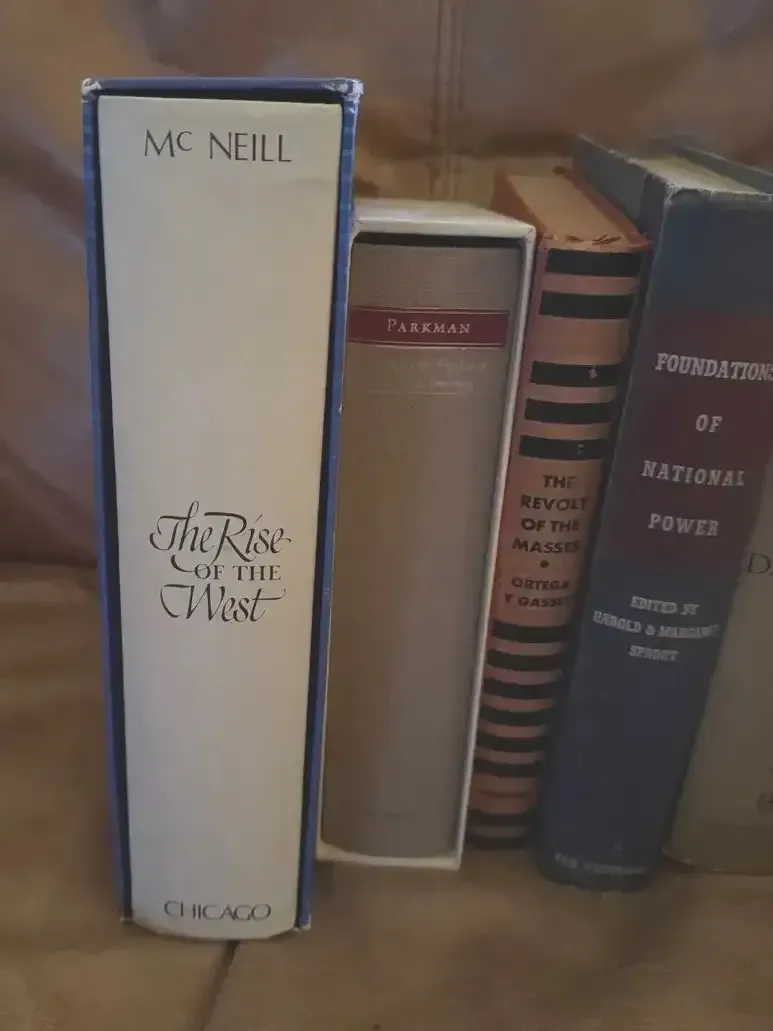 Mc NEILL
The Rise
OF THE
West
CHICAGO
PARKMAN
THE
REVOLT
OF THE
MASSES
ORTEGA
Y GASSET
FOUNDATIONS
OF
NATIONAL
POWER
EDITED BY
HAROLD & MARGARET
SPROUT
D